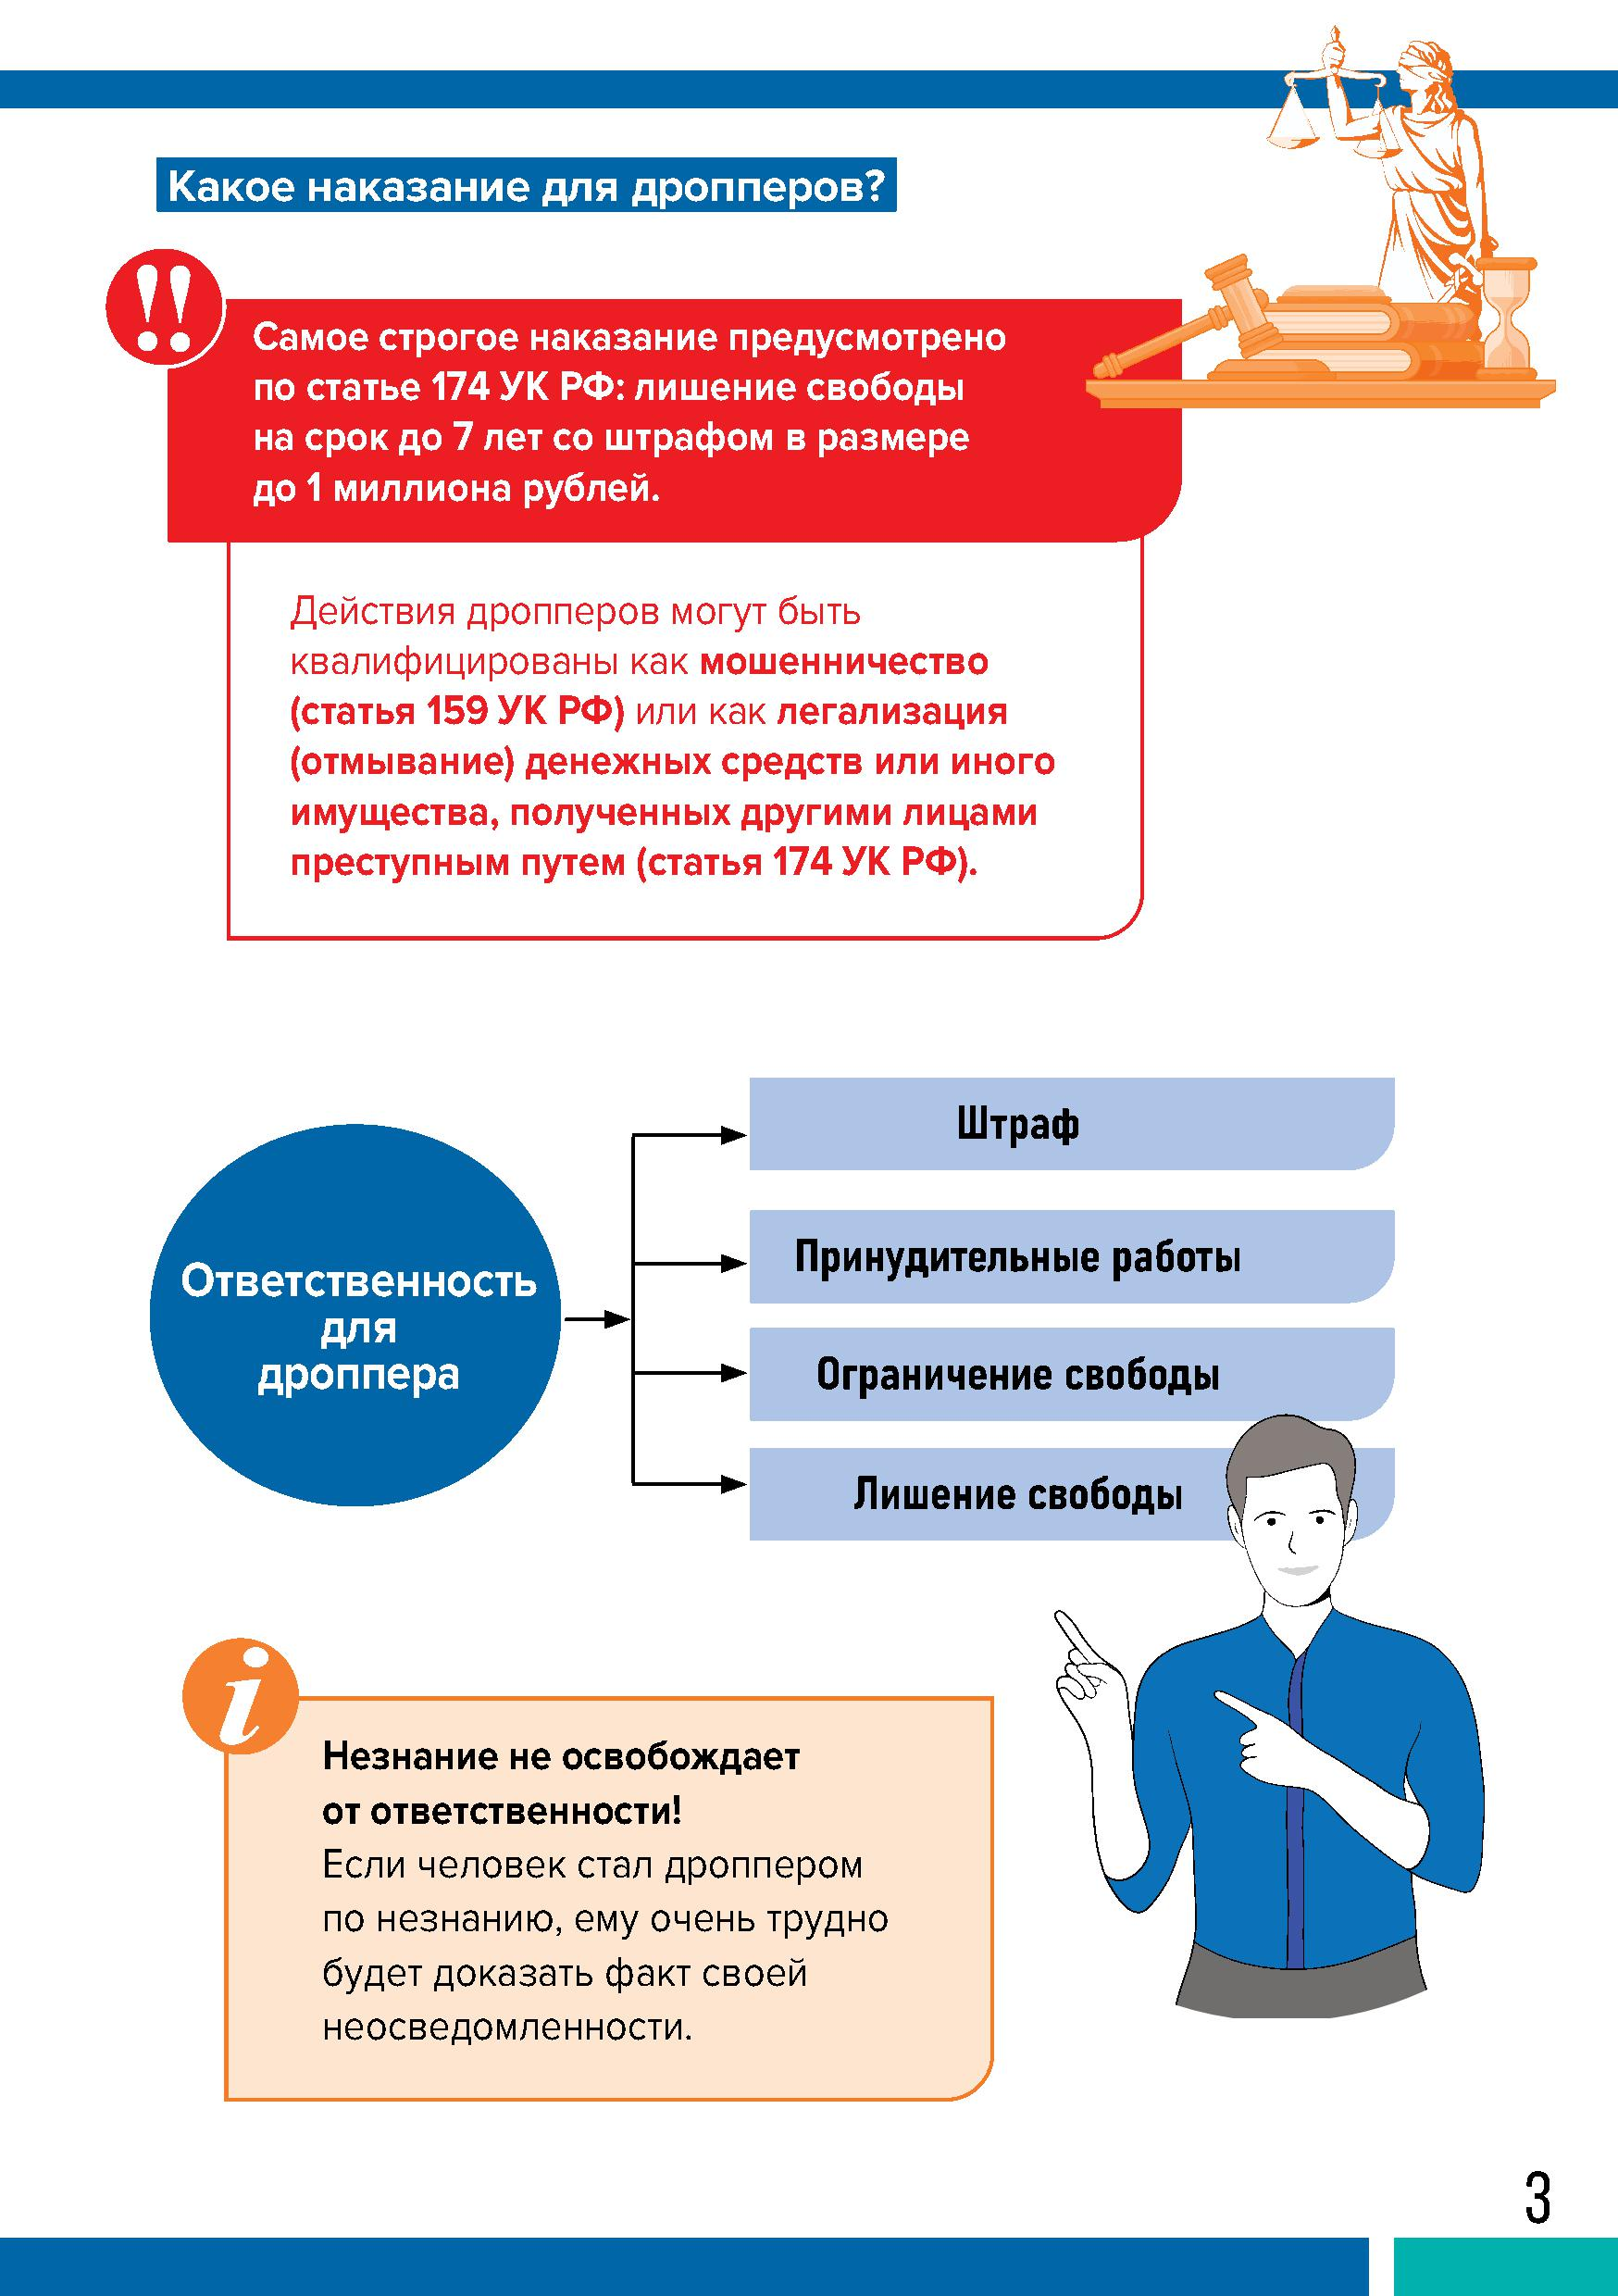 Какое наказание для дропперов?
!!
Самое строгое наказание предусмотрено
по статье 174 УК РФ: лишение свободы
на срок до 7 лет со штрафом в размере
до 1 миллиона рублей.
Действия дропперов могут быть
квалифицированы как мошенничество
(статья 159 УК РФ) или как легализация
(отмывание) денежных средств или иного
имущества, полученных другими лицами
преступным путем (статья 174 УК РФ).
Ответственность
для
дроппера
Штраф
Принудительные работы
Ограничение свободы
Лишение свободы
i
Незнание не освобождает
от ответственности!
Если человек стал дроппером
по незнанию, ему очень трудно
будет доказать факт своей
неосведомленности.
3